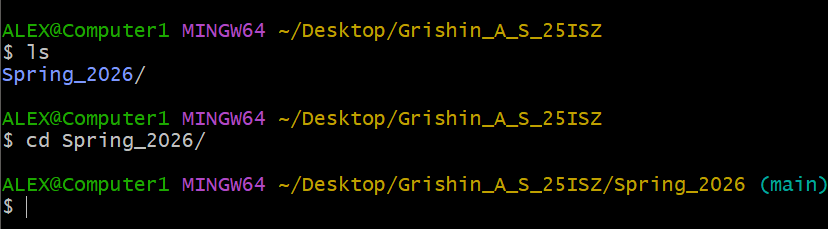 ALEX@Computer1 MINGW64 ~/Desktop/Grishin_A_S_25ISZ
$ ls
Spring_2026/
ALEX@Computer1 MINGW64 ~/Desktop/Grishin_A_S_25ISZ
$ cd Spring_2026/
ALEX@Computer1 MINGW64 ~/Desktop/Grishin_A_S_25ISZ/Spring_2026 (main)
$